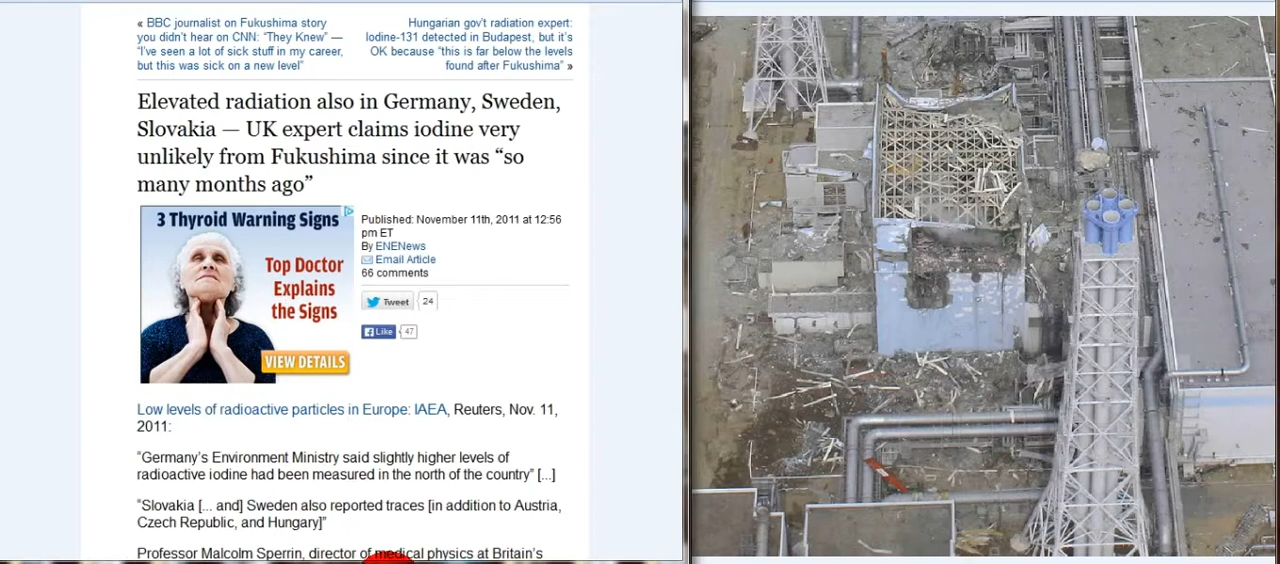 « BBC journalist on Fukushima story
you didn't hear on CNN: “They Knew” —
“I've seen a lot of sick stuff in my career,
but this was sick on a new level”
Hungarian gov't radiation expert:
Iodine-131 detected in Budapest, but it's
OK because “this is far below the levels
found after Fukushima” »
Elevated radiation also in Germany, Sweden,
Slovakia — UK expert claims iodine very
unlikely from Fukushima since it was “so
many months ago”
3 Thyroid Warning Signs
Top Doctor
Explains
the Signs
VIEW DETAILS
Published: November 11th, 2011 at 12:56
pm ET
By ENENews
Email Article
66 comments
Tweet 24
Like 47
Low levels of radioactive particles in Europe: IAEA, Reuters, Nov. 11,
2011:
“Germany's Environment Ministry said slightly higher levels of
radioactive iodine had been measured in the north of the country” [...]
“Slovakia [... and] Sweden also reported traces [in addition to Austria,
Czech Republic, and Hungary]”
Professor Malcolm Sperrin, director of medical physics at Britain's